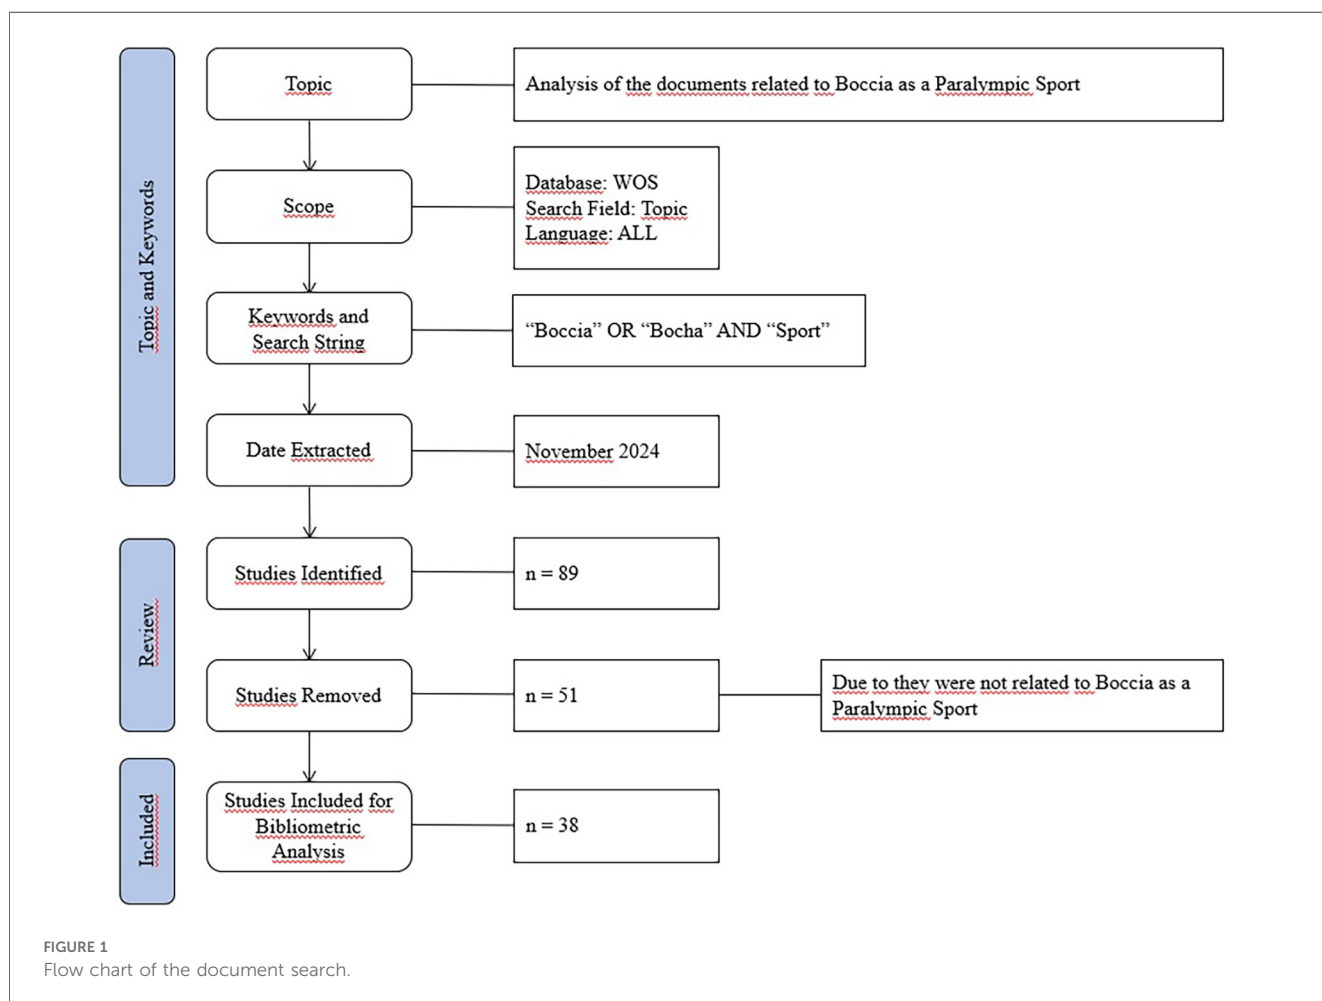 Topic and Keywords
Topic
Analysis of the documents related to Boccia as a Paralympic Sport
Scope
Database: WOS
Search Field: Topic
Language: ALL
Keywords and
Search String
“Boccia” OR “Bocha” AND “Sport”
Date Extracted
November 2024
Review
Studies Identified
n = 89
Studies Removed
n = 51
Due to they were not related to Boccia as a
Paralympic Sport
Included
Studies Included for
Bibliometric
Analysis
n = 38
FIGURE 1
Flow chart of the document search.